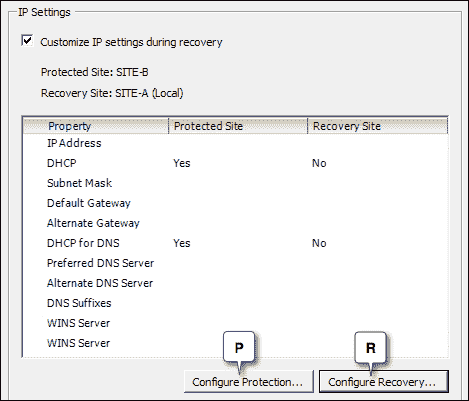 IP Settings
Customize IP settings during recovery
Protected Site: SITE-B
Recovery Site: SITE-A (Local)
Property Protected Site Recovery Site
IP Address
DHCP Yes No
Subnet Mask
Default Gateway
Alternate Gateway
DHCP for DNS Yes No
Preferred DNS Server
Alternate DNS Server
DNS Suffixes
WINS Server
WINS Server
P R
Configure Protection... Configure Recovery...